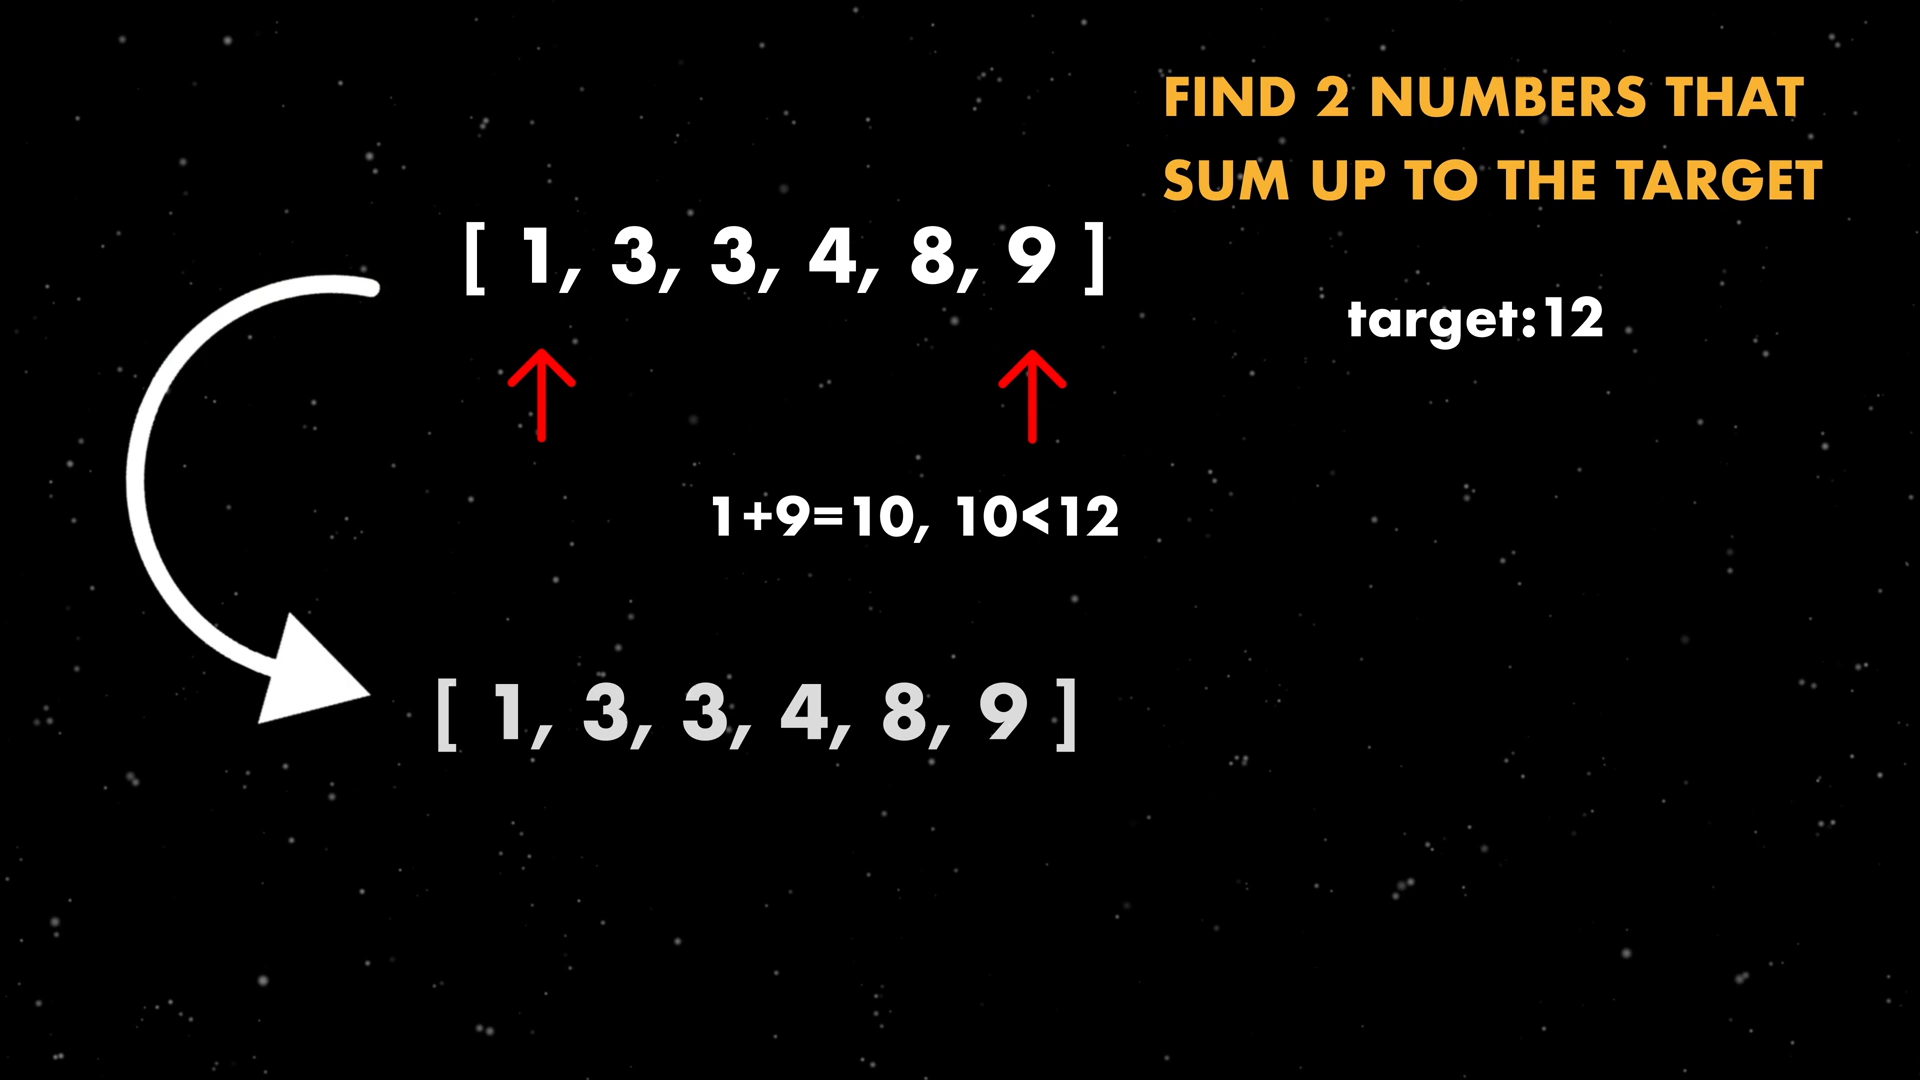 FIND 2 NUMBERS THAT
SUM UP TO THE TARGET
[ 1, 3, 3, 4, 8, 9 ]
target:12
1+9=10, 10<12
[ 1, 3, 3, 4, 8, 9 ]